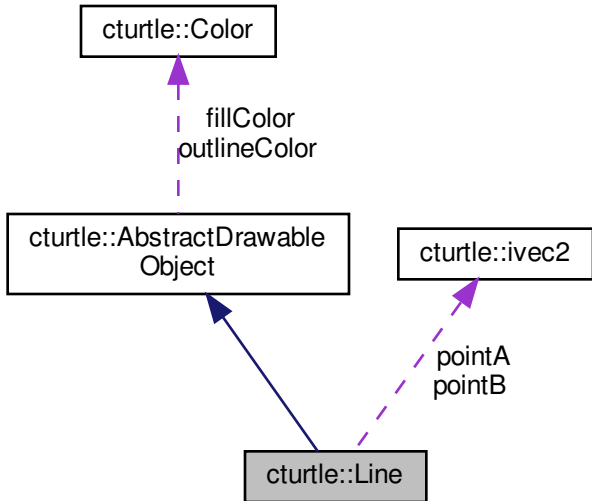 cturtle::Color
fillColor
outlineColor
cturtle::AbstractDrawable
Object
cturtle::ivec2
pointA
pointB
cturtle::Line